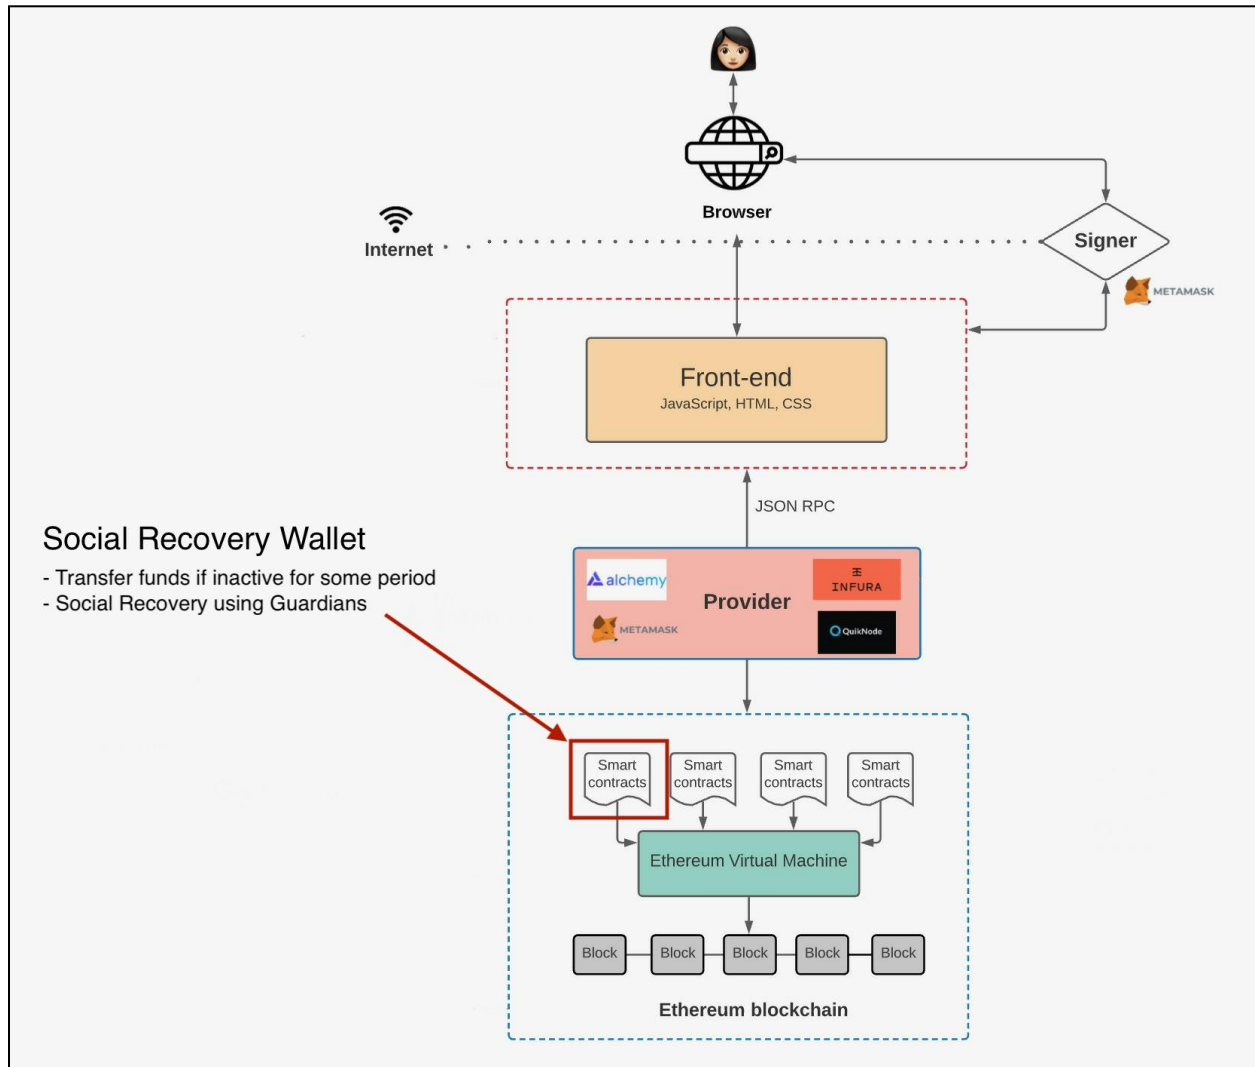 Browser
Internet
Signer
METAMASK
Front-end
JavaScript, HTML, CSS
JSON RPC
Social Recovery Wallet
- Transfer funds if inactive for some period
- Social Recovery using Guardians
alchemy
INFURA
Provider
METAMASK
QuikNode
Smart
contracts
Smart
contracts
Smart
contracts
Smart
contracts
Ethereum Virtual Machine
Block
Block
Block
Block
Block
Ethereum blockchain